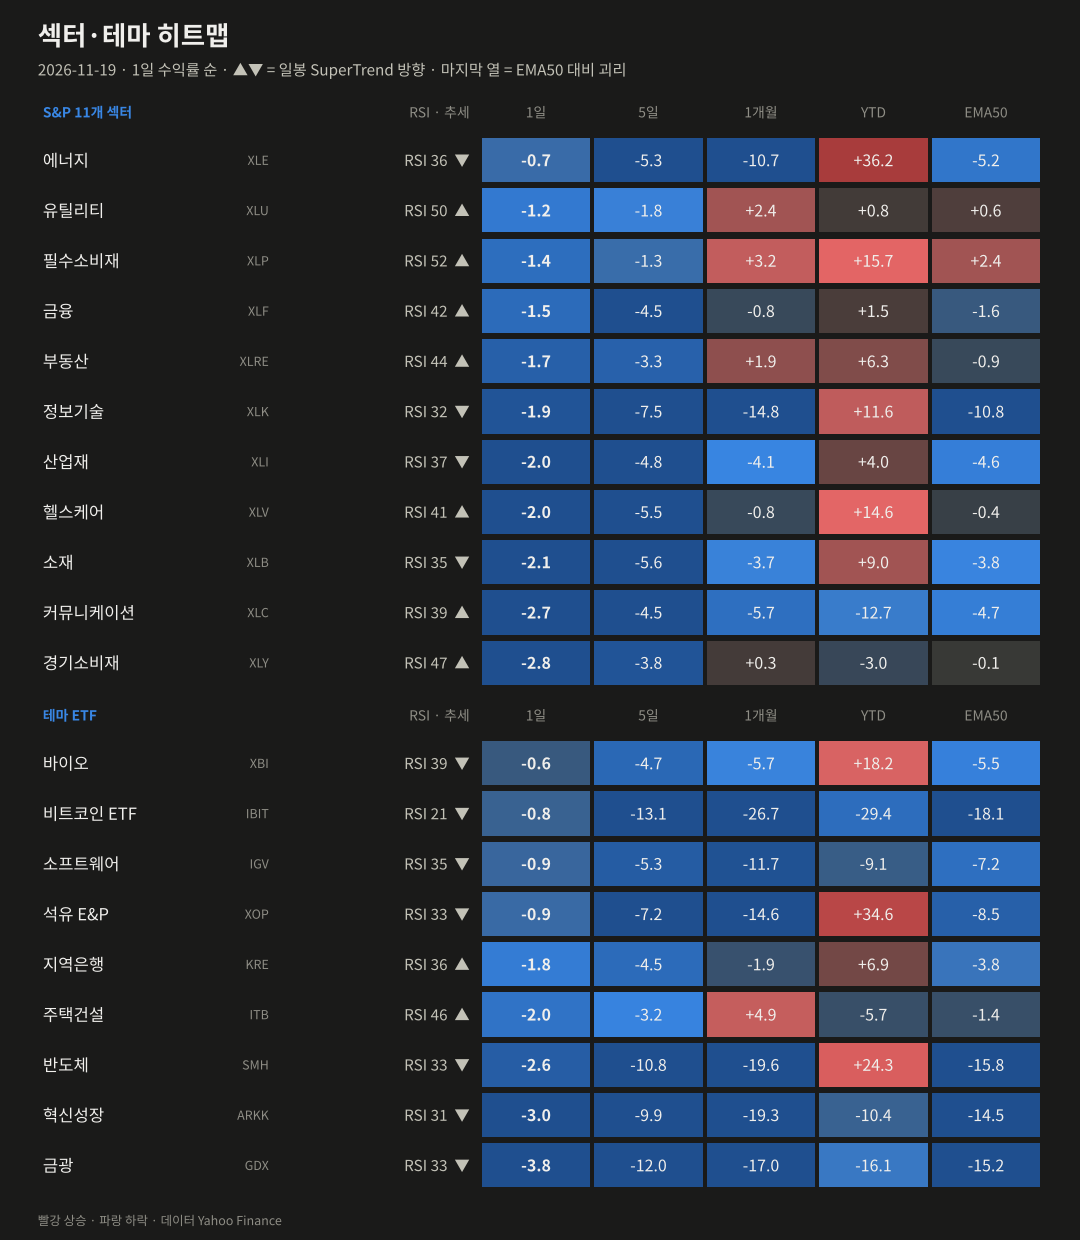 섹터·테마 히트맵
2026-11-19 · 1일 수익률 순 · ▲▼ = 일봉 SuperTrend 방향 · 마지막 열 = EMA50 대비 괴리
S&P 11개 섹터 RSI · 추세 1일 5일 1개월 YTD EMA50
에너지 XLE RSI 36 ▼ -0.7 -5.3 -10.7 +36.2 -5.2
유틸리티 XLU RSI 50 ▲ -1.2 -1.8 +2.4 +0.8 +0.6
필수소비재 XLP RSI 52 ▲ -1.4 -1.3 +3.2 +15.7 +2.4
금융 XLF RSI 42 ▲ -1.5 -4.5 -0.8 +1.5 -1.6
부동산 XLRE RSI 44 ▲ -1.7 -3.3 +1.9 +6.3 -0.9
정보기술 XLK RSI 32 ▼ -1.9 -7.5 -14.8 +11.6 -10.8
산업재 XLI RSI 37 ▼ -2.0 -4.8 -4.1 +4.0 -4.6
헬스케어 XLV RSI 41 ▲ -2.0 -5.5 -0.8 +14.6 -0.4
소재 XLB RSI 35 ▼ -2.1 -5.6 -3.7 +9.0 -3.8
커뮤니케이션 XLC RSI 39 ▲ -2.7 -4.5 -5.7 -12.7 -4.7
경기소비재 XLY RSI 47 ▲ -2.8 -3.8 +0.3 -3.0 -0.1
테마 ETF RSI · 추세 1일 5일 1개월 YTD EMA50
바이오 XBI RSI 39 ▼ -0.6 -4.7 -5.7 +18.2 -5.5
비트코인 ETF IBIT RSI 21 ▼ -0.8 -13.1 -26.7 -29.4 -18.1
소프트웨어 IGV RSI 35 ▼ -0.9 -5.3 -11.7 -9.1 -7.2
석유 E&P XOP RSI 33 ▼ -0.9 -7.2 -14.6 +34.6 -8.5
지역은행 KRE RSI 36 ▲ -1.8 -4.5 -1.9 +6.9 -3.8
주택건설 ITB RSI 46 ▲ -2.0 -3.2 +4.9 -5.7 -1.4
반도체 SMH RSI 33 ▼ -2.6 -10.8 -19.6 +24.3 -15.8
혁신성장 ARKK RSI 31 ▼ -3.0 -9.9 -19.3 -10.4 -14.5
금광 GDX RSI 33 ▼ -3.8 -12.0 -17.0 -16.1 -15.2
빨강 상승 · 파랑 하락 · 데이터 Yahoo Finance